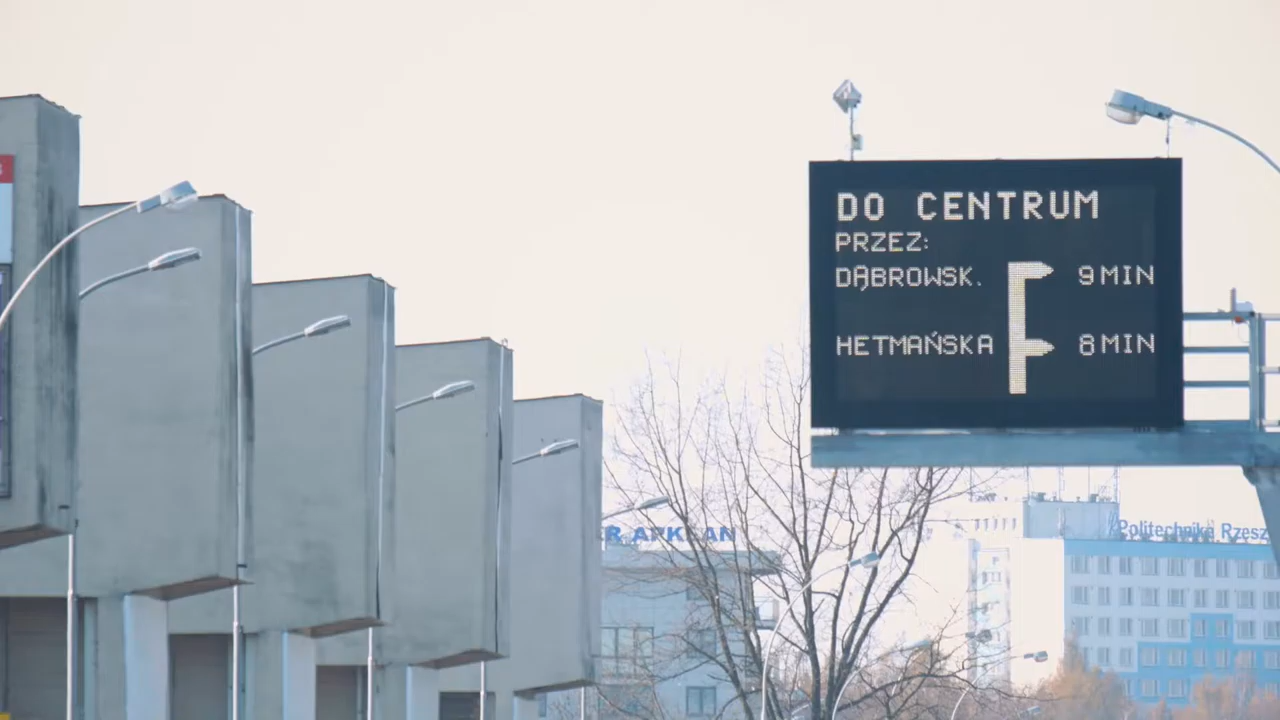 DO CENTRUM
PRZEZ:
DĄBROWSK. 9 MIN
HETMAŃSKA 8 MIN
Politechnika Rzesz